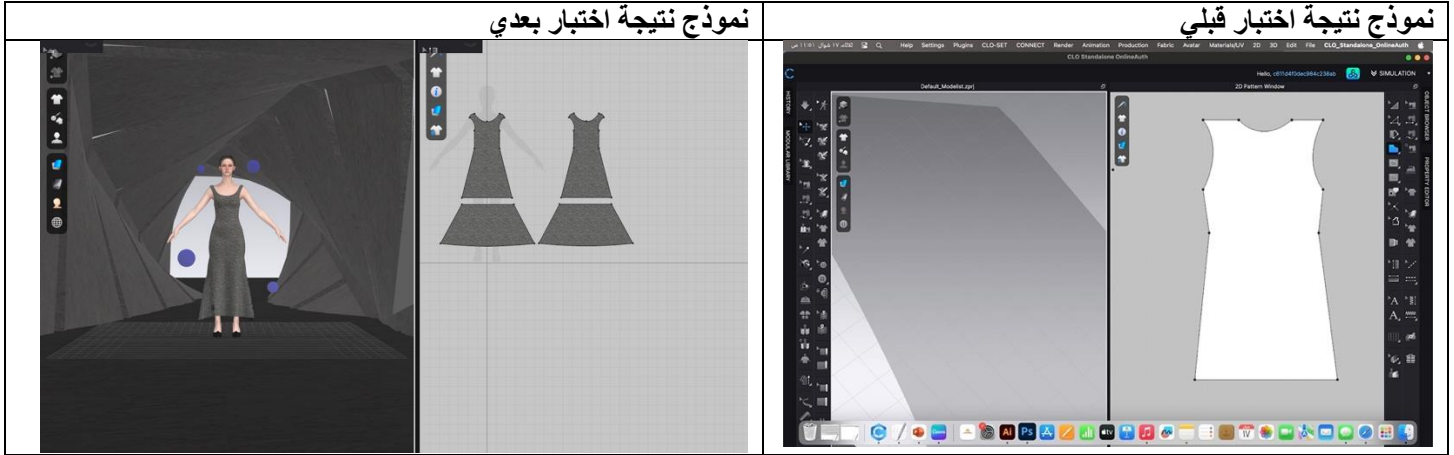 نموذج نتيجة اختبار قبلي
نموذج نتيجة اختبار بعدي
CLO_Standalone_OnlineAuth File Edit 3D 2D Materials/UV Avatar Fabric Production Animation Render CONNECT CLO-SET Plugins Settings Help
CLO Standalone OnlineAuth
SIMULATION
Default_Modelist.zprj
2D Pattern Window
HISTORY
MODULAR LIBRARY
OBJECT BROWSER
PROPERTY EDITOR